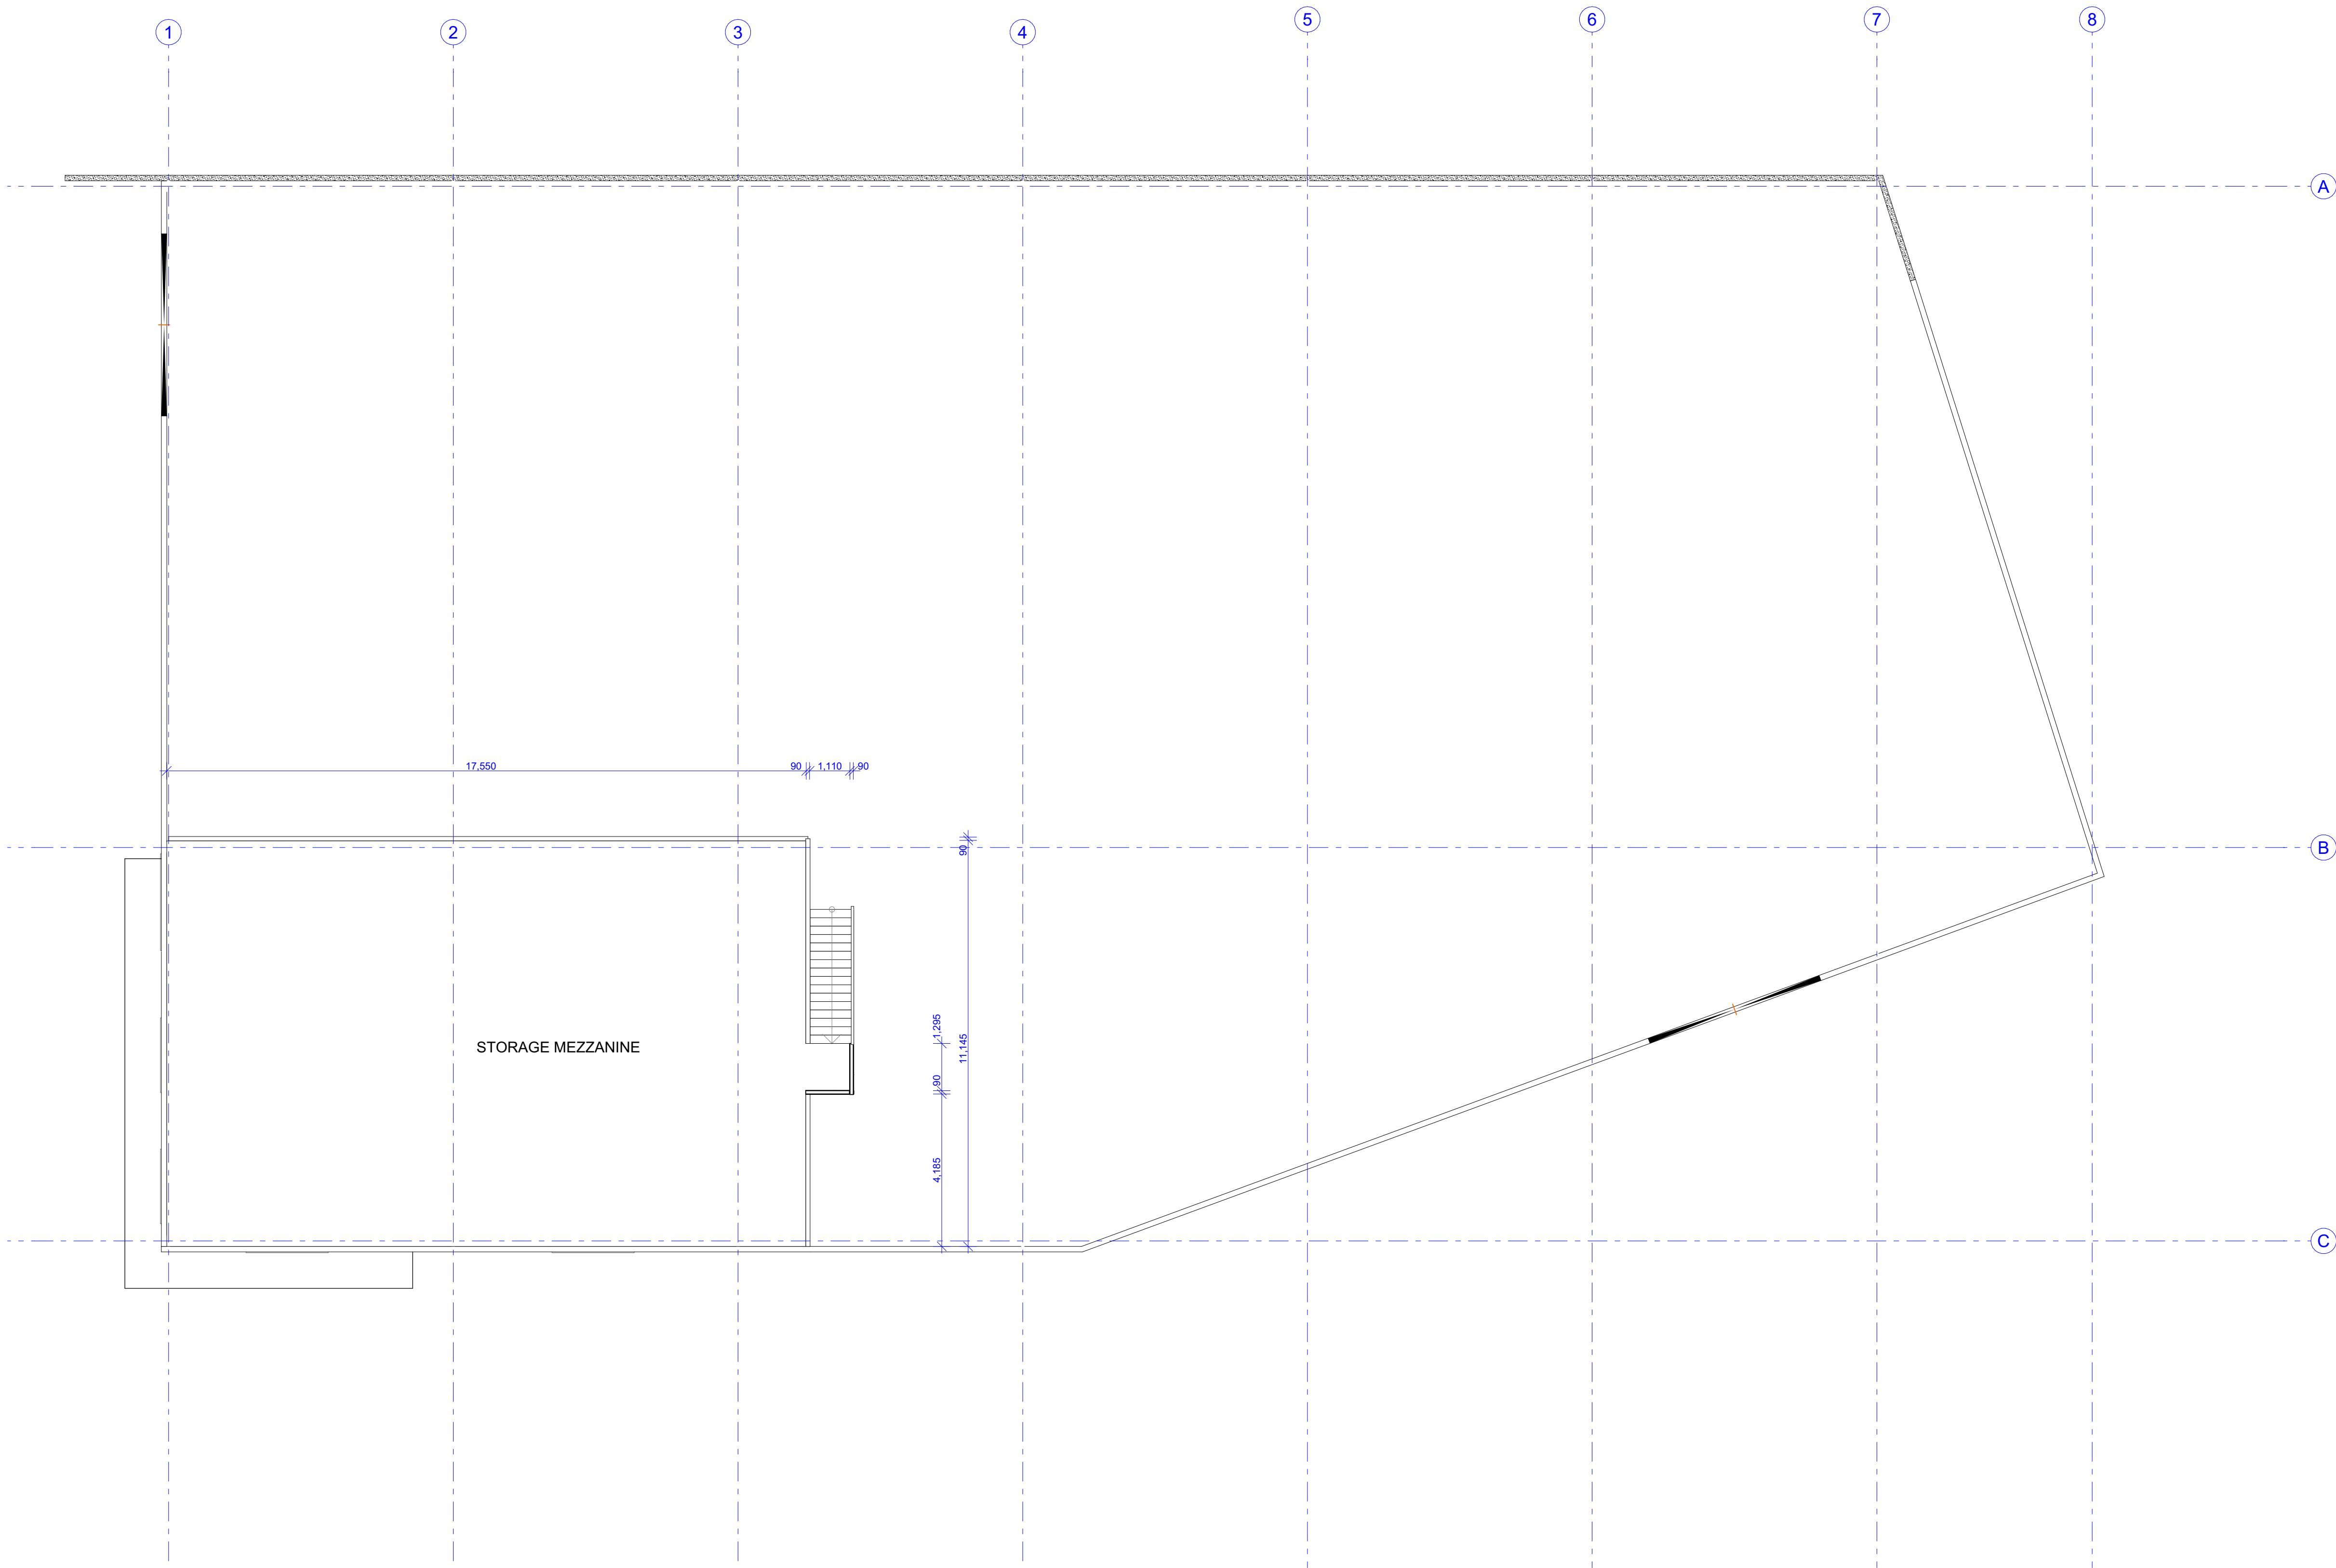 1 2 3 4 5 6 7 8
A
17,550 90 1,110 90
B
90
1,295
11,145
STORAGE MEZZANINE
90
4,185
C